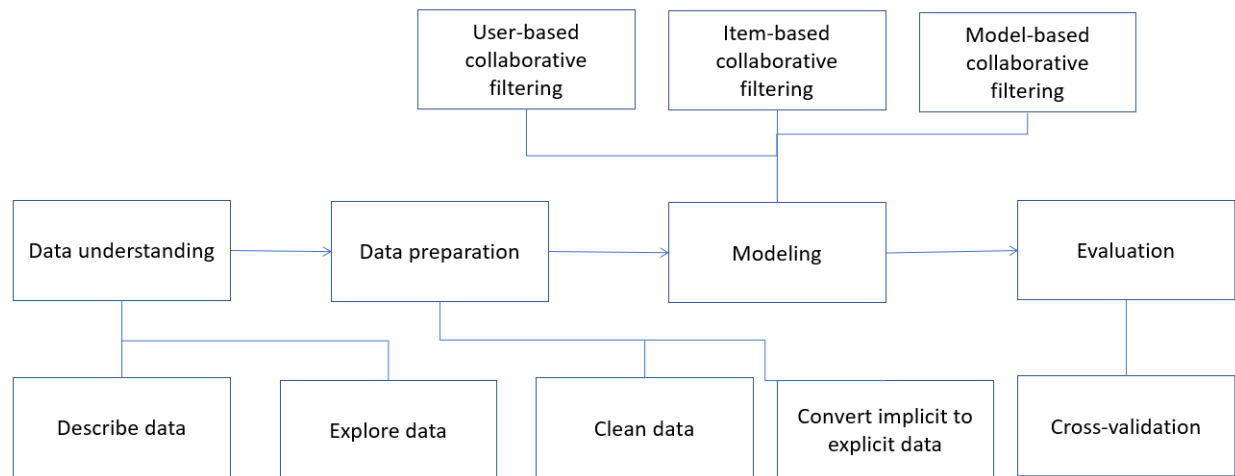 User-based
collaborative
filtering
Item-based
collaborative
filtering
Model-based
collaborative
filtering
Data understanding
Data preparation
Modeling
Evaluation
Describe data
Explore data
Clean data
Convert implicit to
explicit data
Cross-validation